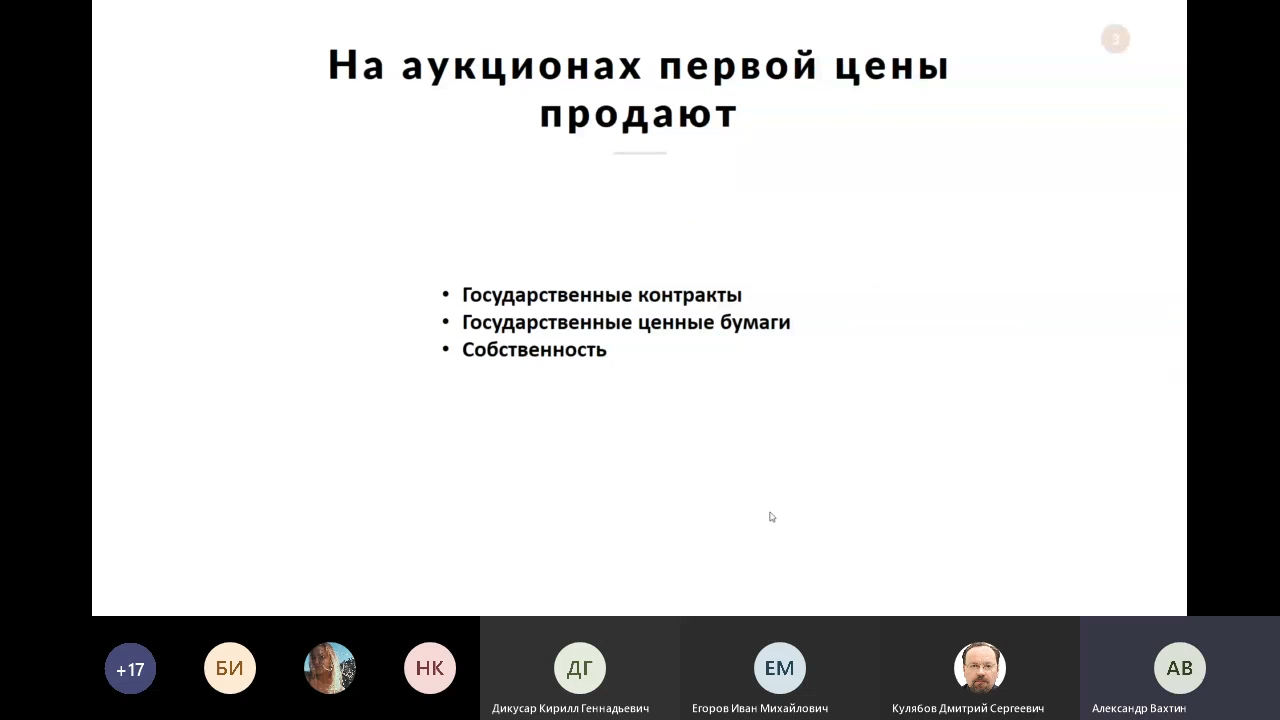 3
На аукционах первой цены
продают
• Государственные контракты
• Государственные ценные бумаги
• Собственность
+17
БИ
НК
ДГ
ЕМ
АВ
Дикусар Кирилл Геннадьевич
Егоров Иван Михайлович
Кулябов Дмитрий Сергеевич
Александр Вахтин